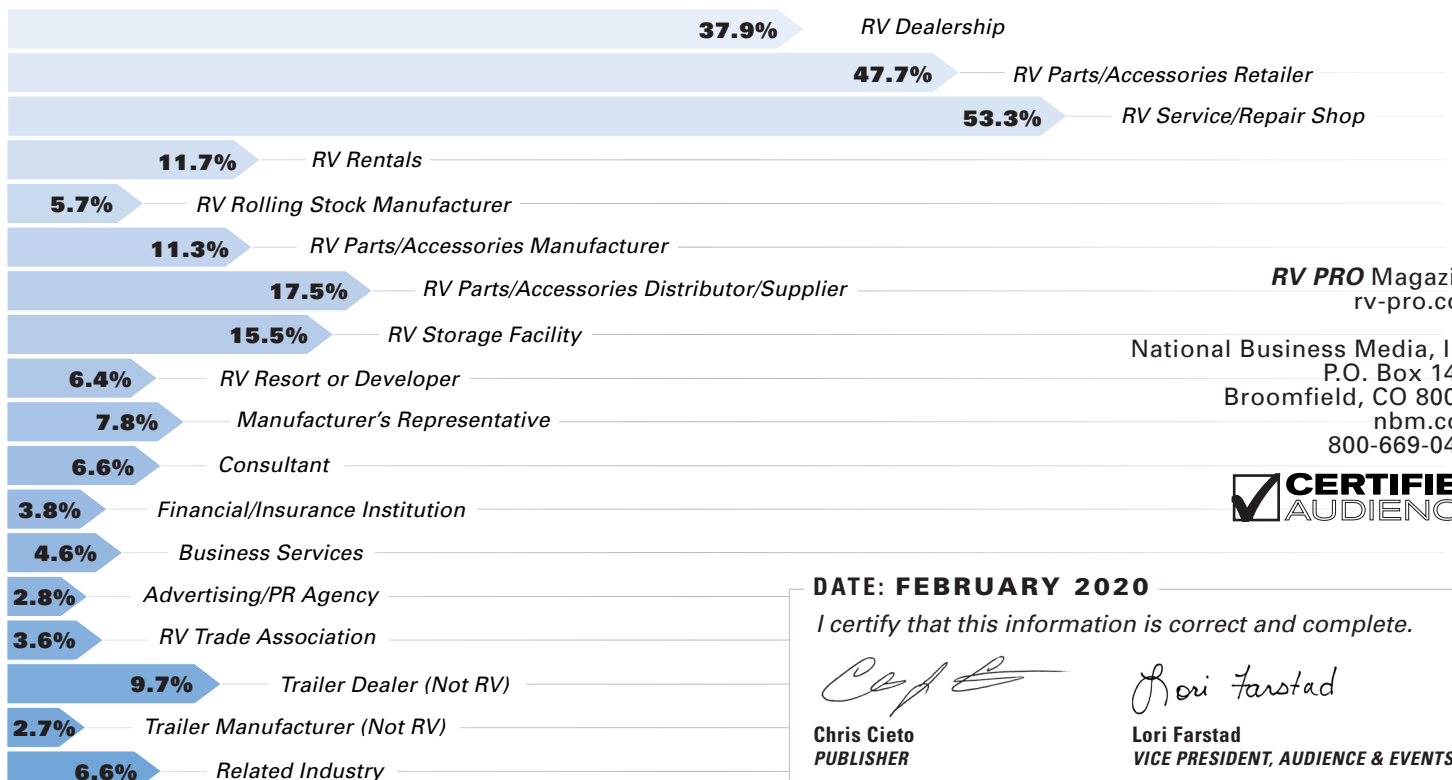 37.9% RV Dealership
47.7% RV Parts/Accessories Retailer
53.3% RV Service/Repair Shop
11.7% RV Rentals
5.7% RV Rolling Stock Manufacturer
11.3% RV Parts/Accessories Manufacturer
17.5% RV Parts/Accessories Distributor/Supplier
15.5% RV Storage Facility
6.4% RV Resort or Developer
7.8% Manufacturer's Representative
6.6% Consultant
3.8% Financial/Insurance Institution
4.6% Business Services
2.8% Advertising/PR Agency
3.6% RV Trade Association
9.7% Trailer Dealer (Not RV)
2.7% Trailer Manufacturer (Not RV)
6.6% Related Industry
RV PRO
National Business Media,
P.O. Box
Broomfield, CO
DATE: FEBRUARY 2020
I certify that this information is correct and complete.
Lori Farstad
Chris Cieto
PUBLISHER
Lori Farstad
VICE PRESIDENT, AUDIENCE & EVENTS